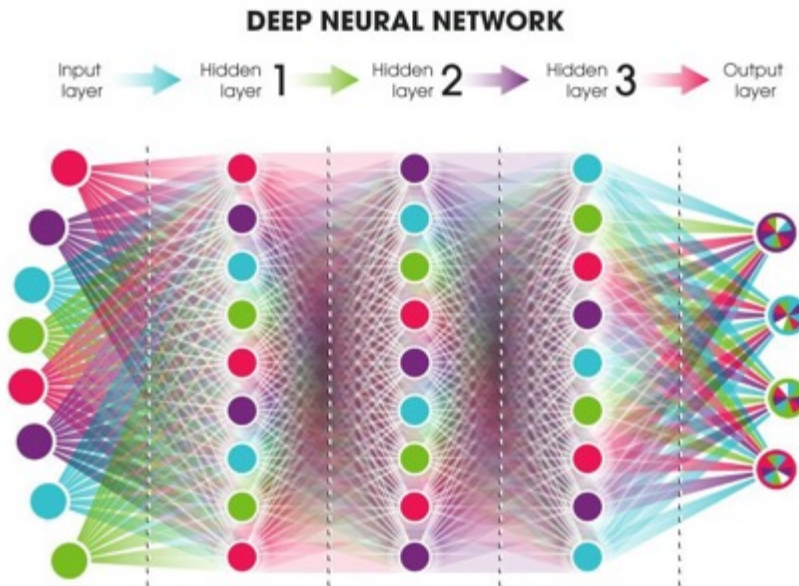 DEEP NEURAL NETWORK
Input
layer
Hidden
layer 1
Hidden
layer 2
Hidden
layer 3
Output
layer